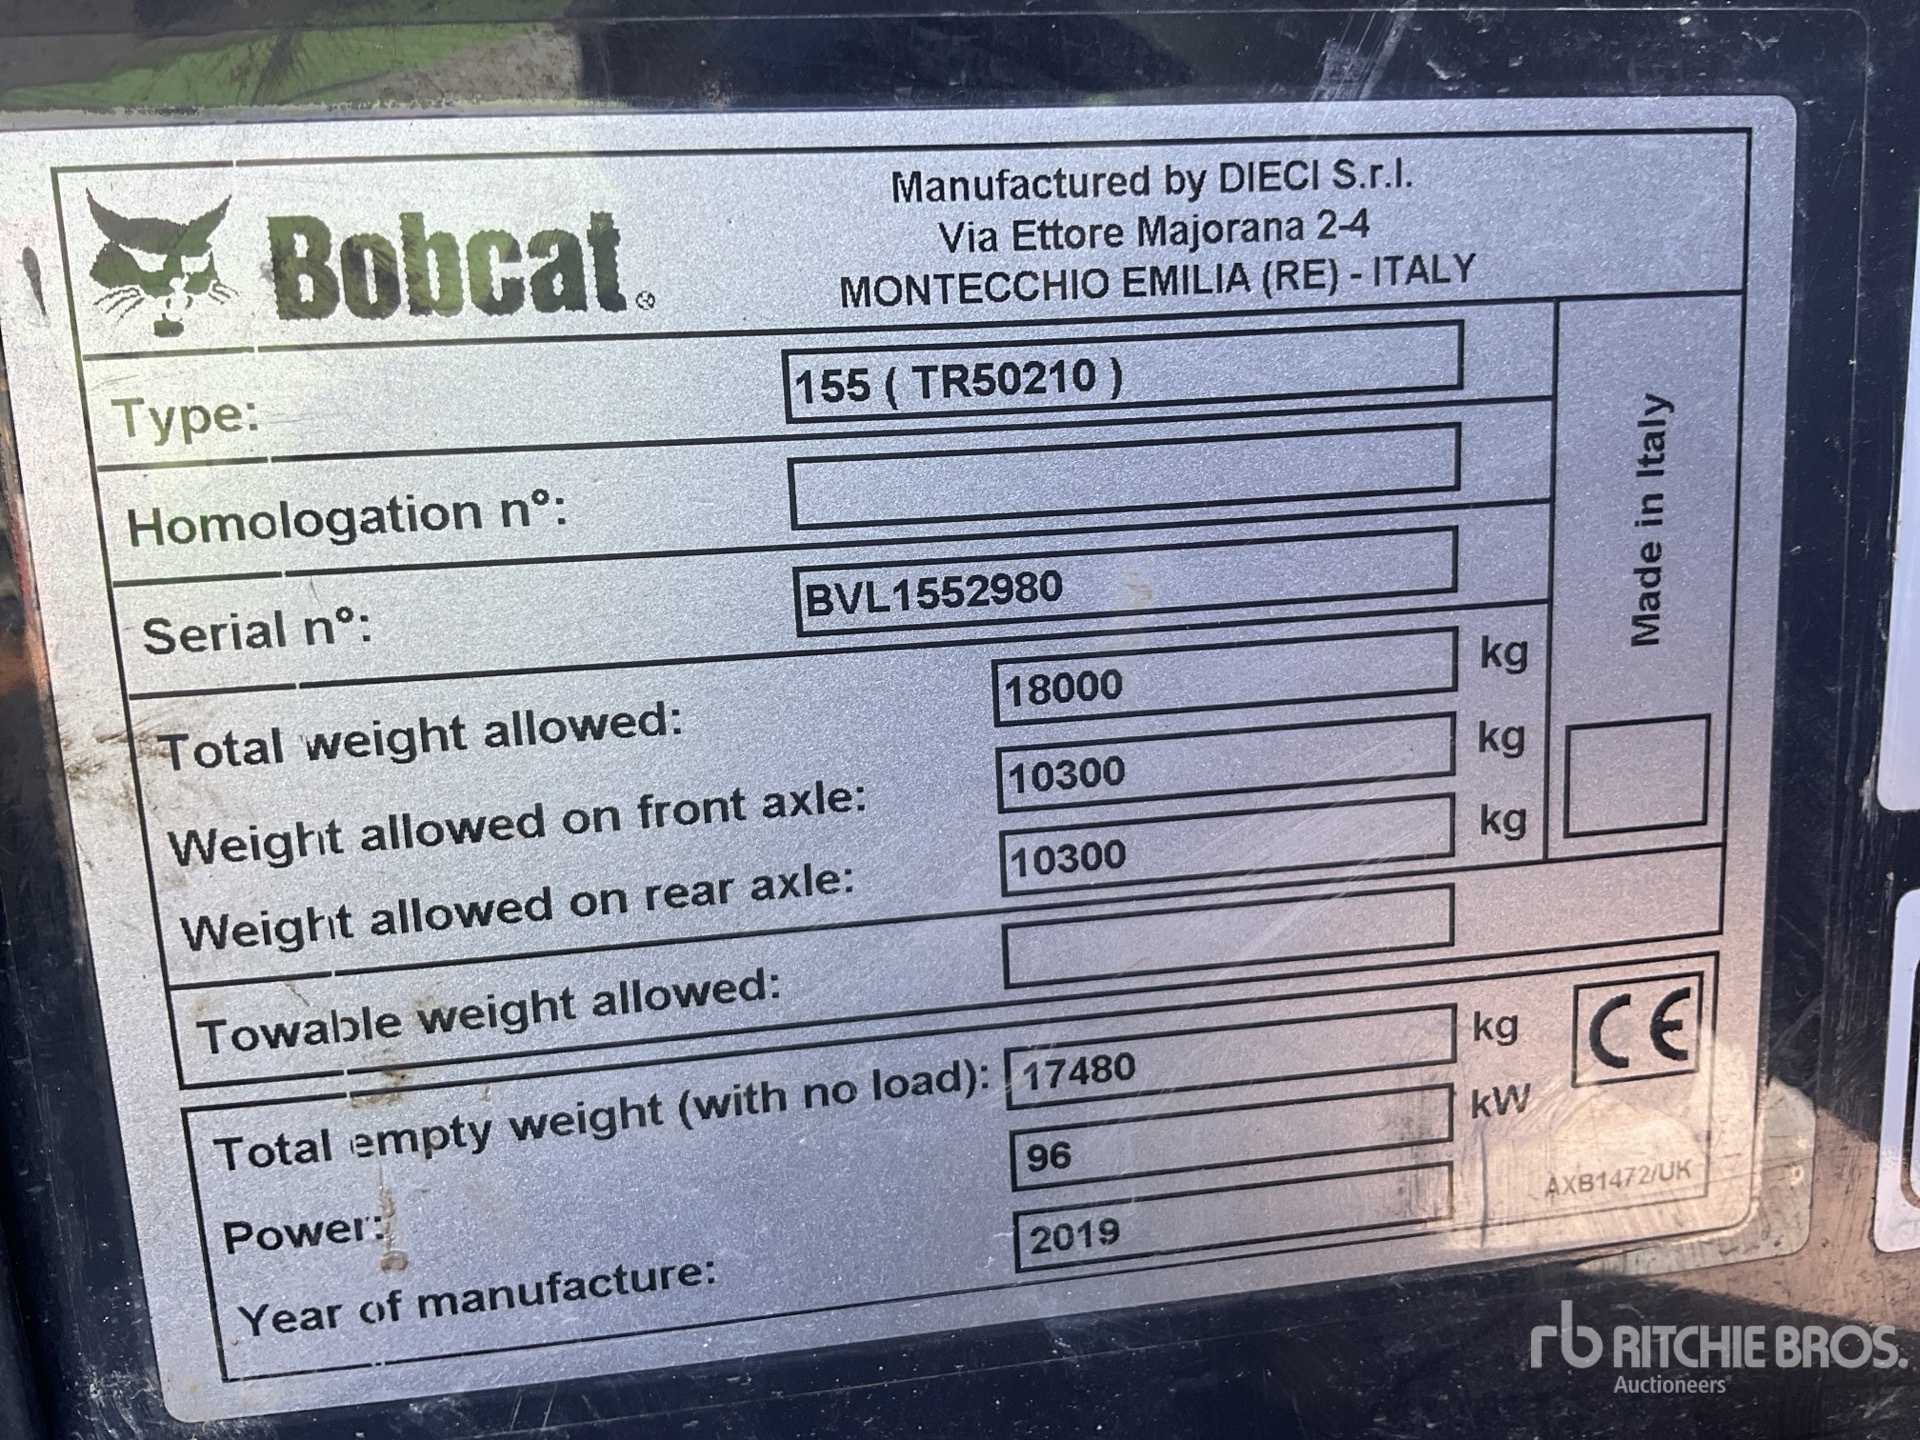 Bobcat
Manufactured by DIECI S.r.l.
Via Ettore Majorana 2-4
MONTECCHIO EMILIA (RE) - ITALY
Type: 155 ( TR50210 )
Homologation n°:
Serial n°: BVL1552980
Total weight allowed: 18000 kg
Weight allowed on front axle: 10300 kg
Weight allowed on rear axle: 10300 kg
Made in Italy
Towable weight allowed:
Total empty weight (with no load): 17480 kg
Power: 96 kW
Year of manufacture: 2019
CE
AXB1472/UK
rb RITCHIE BROS.
Auctioneers